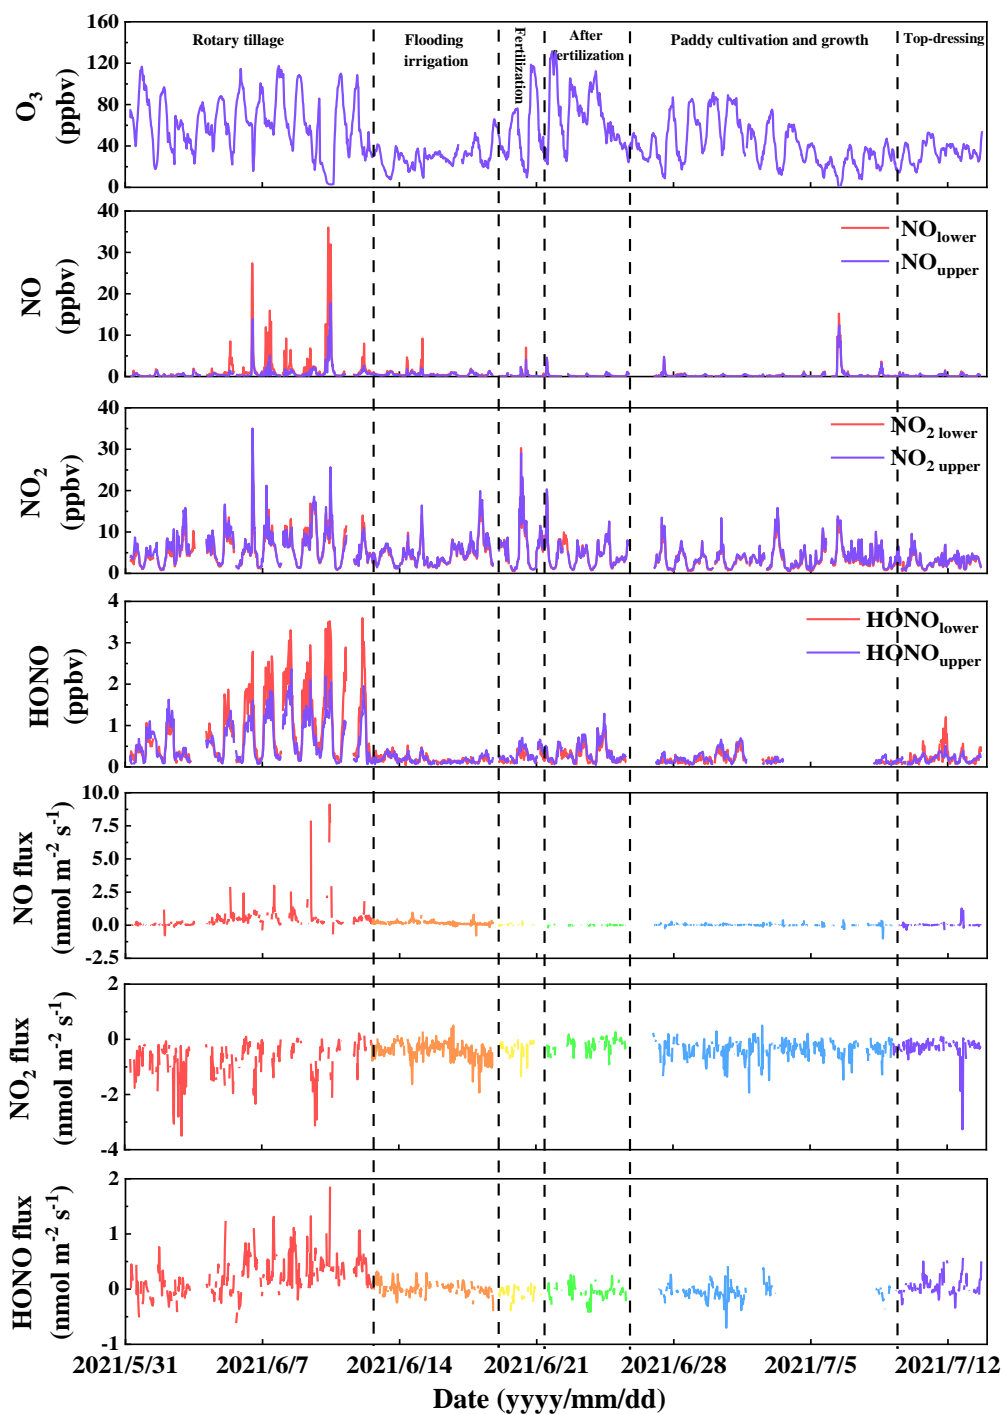 160
120
80
40
0
O3
(ppbv)
Rotary tillage
Flooding
irrigation
Fertilization
After
fertilization
Paddy cultivation and growth
Top-dressing
40
30
20
10
0
NO
(ppbv)
NOlower
NOupper
40
30
20
10
0
NO2
(ppbv)
NO2 lower
NO2 upper
4
3
2
1
0
HONO
(ppbv)
HONOlower
HONOupper
10.0
7.5
5.0
2.5
0.0
-2.5
NO flux
(nmol m-2 s-1)
2
0
-2
-4
NO2 flux
(nmol m-2 s-1)
2
1
0
-1
HONO flux
(nmol m-2 s-1)
2021/5/31 2021/6/7 2021/6/14 2021/6/21 2021/6/28 2021/7/5 2021/7/12
Date (yyyy/mm/dd)